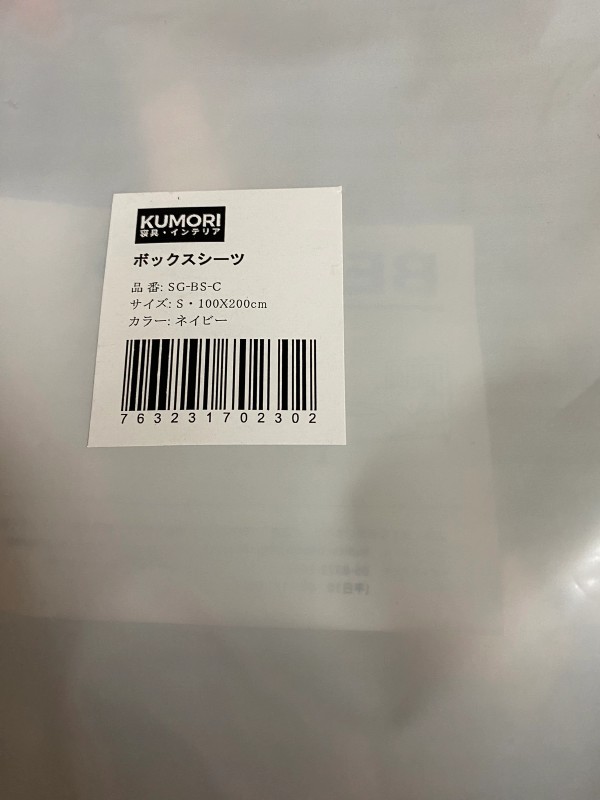 KUMORI
寝具・インテリア
ボックスシーツ
品 番: SG-BS-C
サイズ: S・100X200cm
カラー: ネイビー
763231702302